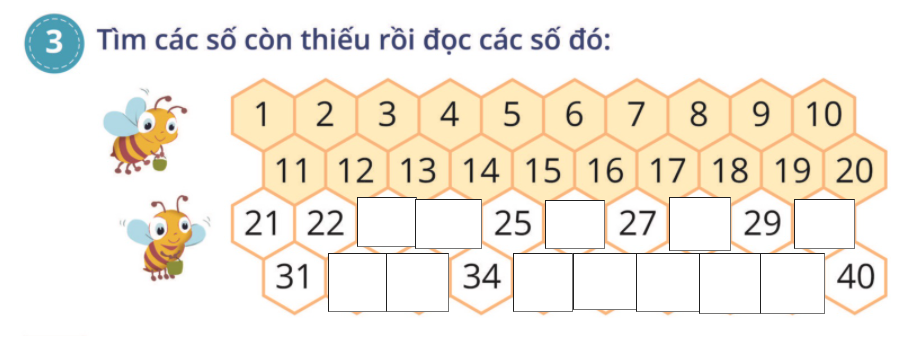 3 Tìm các số còn thiếu rồi đọc các số đó:
1 2 3 4 5 6 7 8 9 10
11 12 13 14 15 16 17 18 19 20
21 22 25 27 29
31 34 40